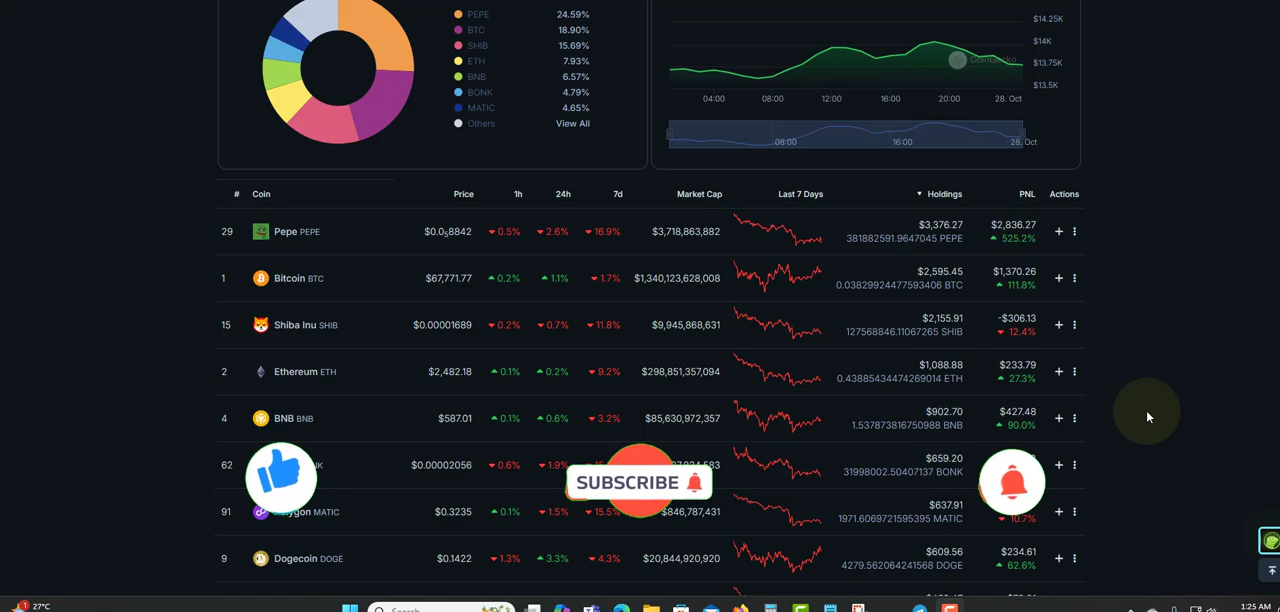 PEPE 24.59%
BTC 18.90%
SHIB 15.69%
ETH 7.93%
BNB 6.57%
BONK 4.79%
MATIC 4.65%
Others View All
$14.25K
$14K
$13.75K
$13.5K
CoinGecko
04:00 08:00 12:00 16:00 20:00 28. Oct
08:00 16:00 28. Oct
# Coin Price 1h 24h 7d Market Cap Last 7 Days Holdings PNL Actions
29 Pepe PEPE $0.0₅8842 0.5% 2.6% 16.9% $3,718,863,882 $3,376.27 $2,836.27
381882591.9647045 PEPE 525.2%
1 Bitcoin BTC $67,771.77 0.2% 1.1% 1.7% $1,340,123,628,008 $2,595.45 $1,370.26
0.03829924477593406 BTC 111.8%
15 Shiba Inu SHIB $0.00001689 0.2% 0.7% 11.8% $9,945,868,631 $2,155.91 -$306.13
127568846.11067265 SHIB 12.4%
2 Ethereum ETH $2,482.18 0.1% 0.2% 9.2% $298,851,357,094 $1,088.88 $233.79
0.43885434474269014 ETH 27.3%
4 BNB BNB $587.01 0.1% 0.6% 3.2% $85,630,972,357 $902.70 $427.48
1.537873816750988 BNB 90.0%
62 $0.00002056 0.6% 1.9% $659.20
31998002.50407137 BONK
SUBSCRIBE
91 MATIC $0.3235 0.1% 1.5% 15.5% $846,787,431 $637.91
1971.6069721595395 MATIC 10.7%
9 Dogecoin DOGE $0.1422 1.3% 3.3% 4.3% $20,844,920,920 $609.56 $234.61
4279.562064241568 DOGE 62.6%
1 27°C Search 1:25 AM